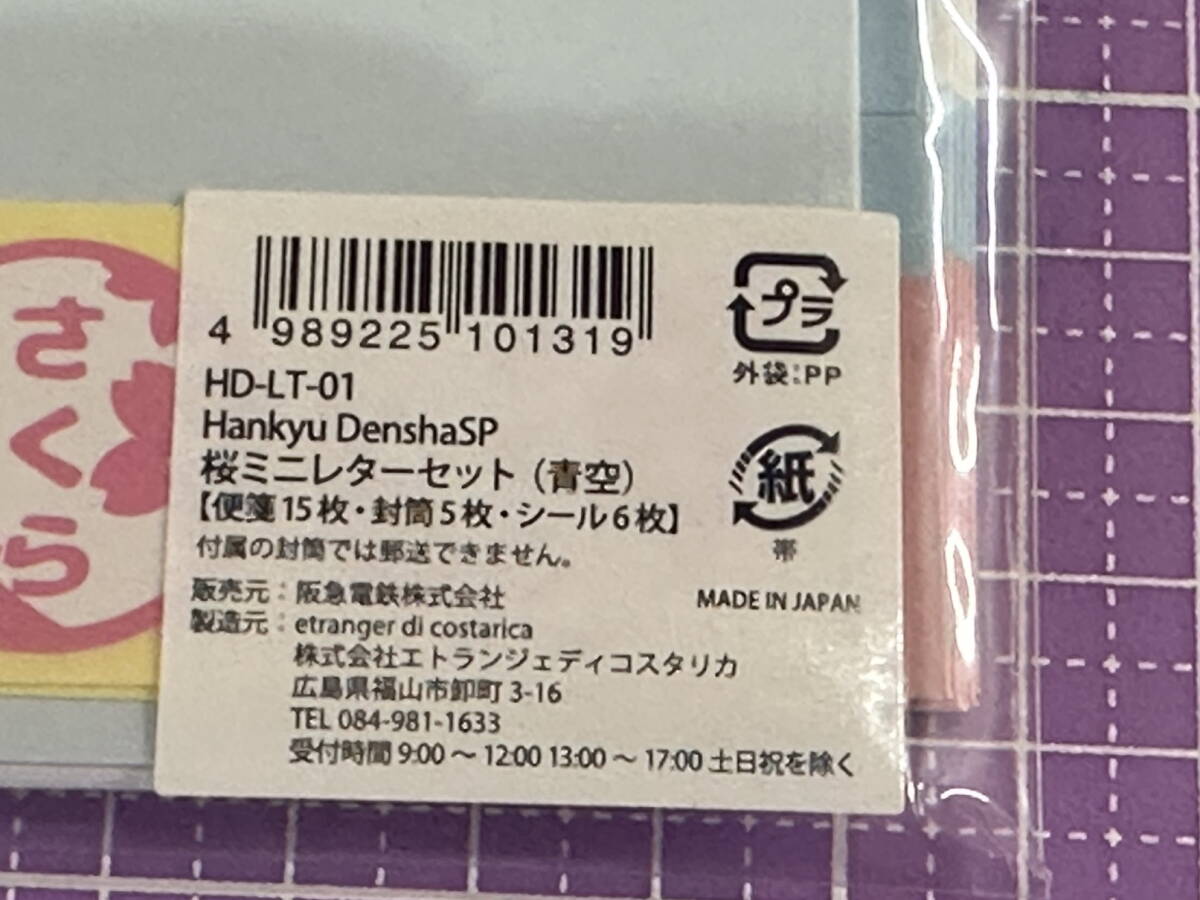 さくら
4 989225 101319
HD-LT-01
Hankyu DenshaSP
桜ミニレターセット（青空）
【便箋15枚・封筒5枚・シール6枚】
付属の封筒では郵送できません。
販売元：阪急電鉄株式会社
製造元：etranger di costarica
株式会社エトランジェディコスタリカ
広島県福山市卸町 3-16
TEL 084-981-1633
受付時間 9:00 ～ 12:00 13:00 ～ 17:00 土日祝を除く
プラ
外袋：PP
紙
帯
MADE IN JAPAN